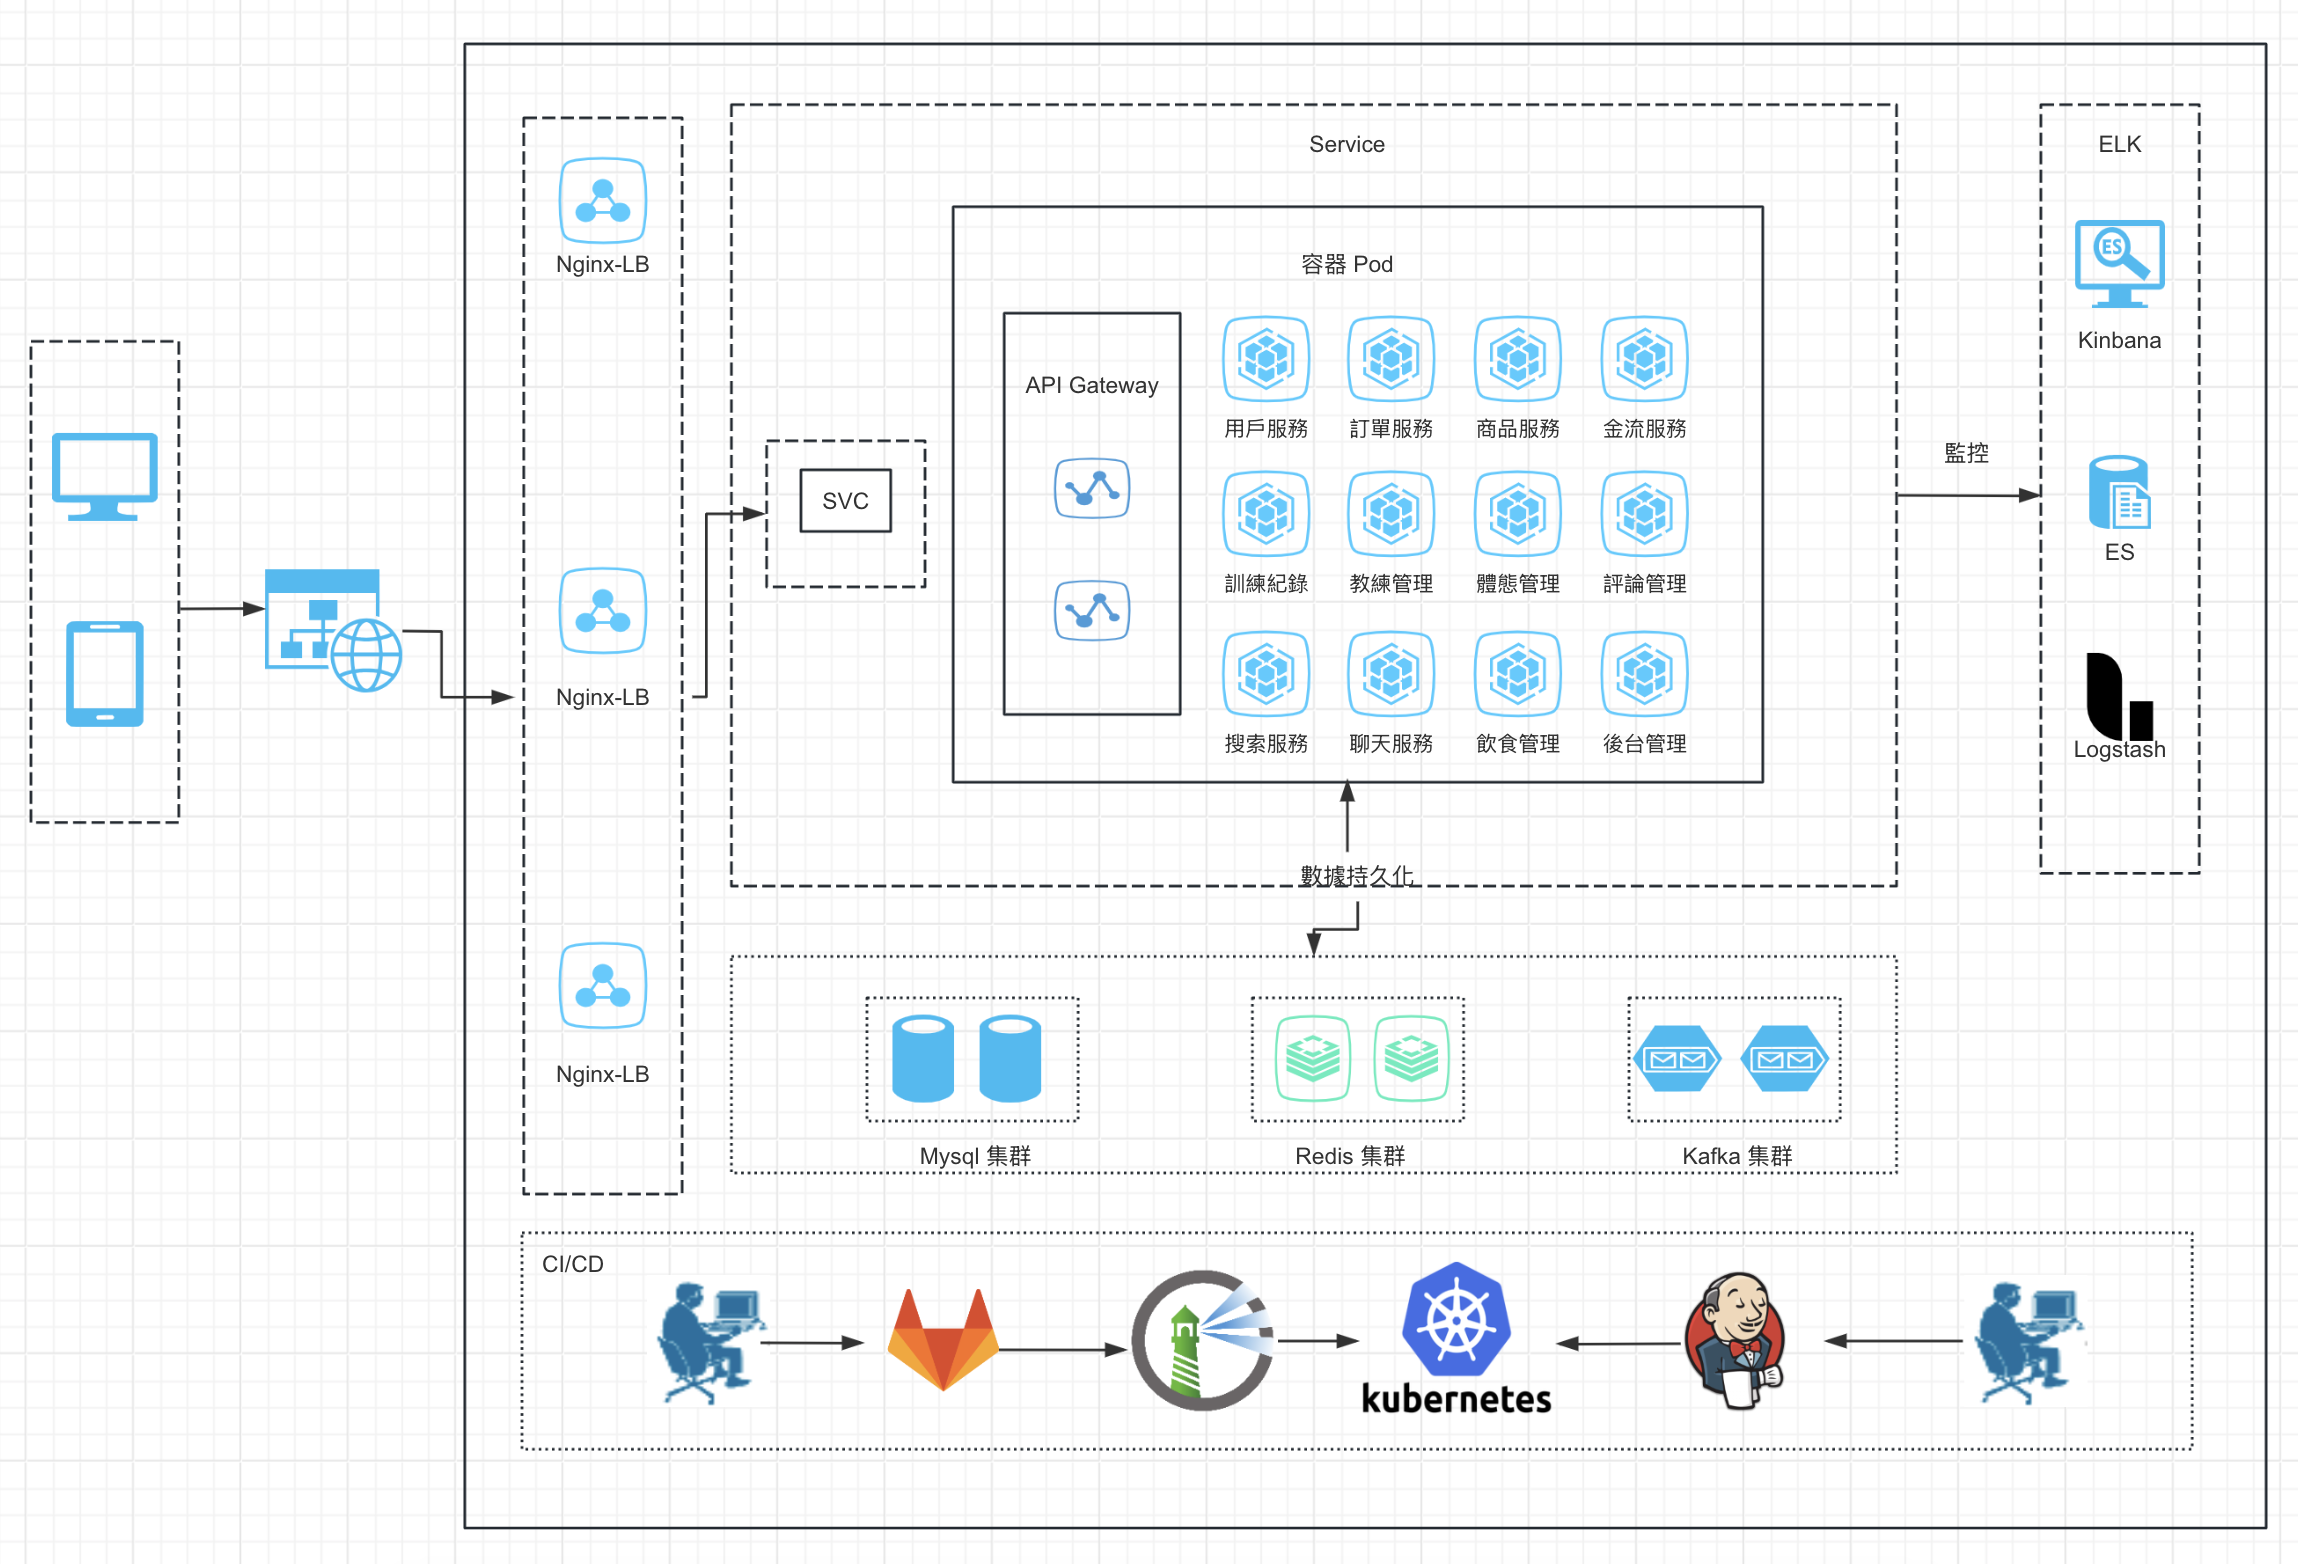 Service
ELK
Nginx-LB
容器 Pod
Kinbana
API Gateway
用戶服務
訂單服務
商品服務
金流服務
監控
SVC
ES
訓練紀錄
教練管理
體態管理
評論管理
Nginx-LB
搜索服務
聊天服務
飲食管理
後台管理
Logstash
數據持久化
Nginx-LB
Mysql 集群
Redis 集群
Kafka 集群
CI/CD
kubernetes